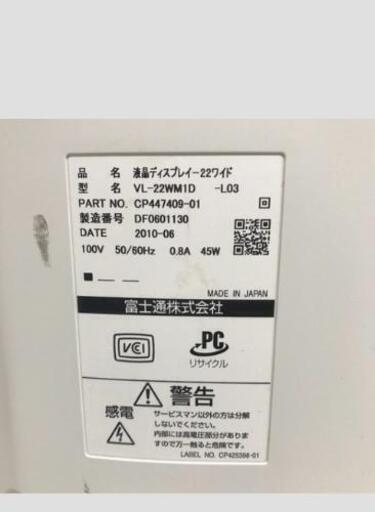 品 名 液晶ディスプレイ-22ワイド
型 名 VL-22WM1D -L03
PART NO. CP447409-01
製造番号 DF0601130
DATE 2010-06
100V 50/60Hz 0.8A 45W
MADE IN JAPAN
富士通株式会社
VCCI
PC
リサイクル
警告
感電
サービスマン以外の方は分解
しないでください。
内部には高電圧部分があり
ますので万一触ると危険です。
LABEL NO. CP425398-01